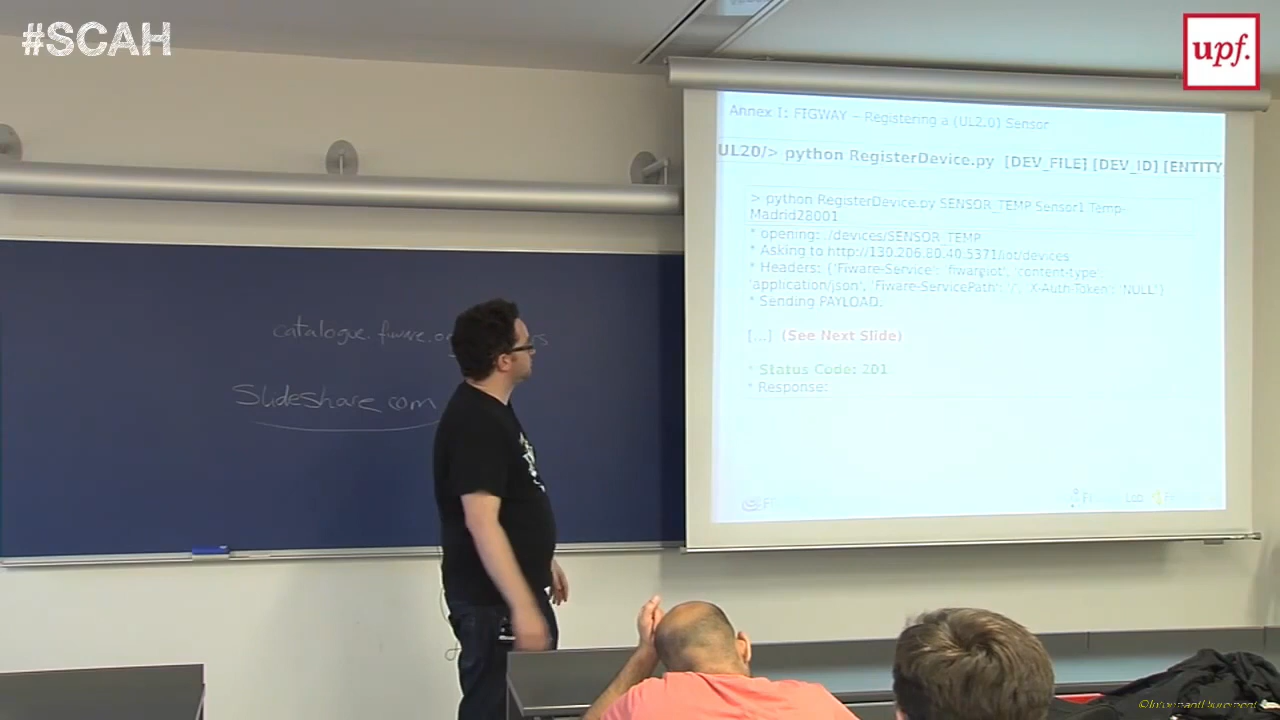 #SCAH
upf.
Annex I: FIGWAY – Registering a (UL2.0) Sensor
UL20/> python RegisterDevice.py [DEV_FILE] [DEV_ID] [ENTITY
> python RegisterDevice.py SENSOR_TEMP Sensor1 Temp-
Madrid28001
* opening: ./devices/SENSOR_TEMP
* Asking to http://130.206.80.40:5371/iot/devices
* Headers: {'Fiware-Service': 'fiwareiot', 'content-type':
'application/json', 'Fiware-ServicePath': '/', 'X-Auth-Token': 'NULL'}
* Sending PAYLOAD:
[...] (See Next Slide)
* Status Code: 201
* Response:
Lab
catalogue.fiware.
Slideshare com